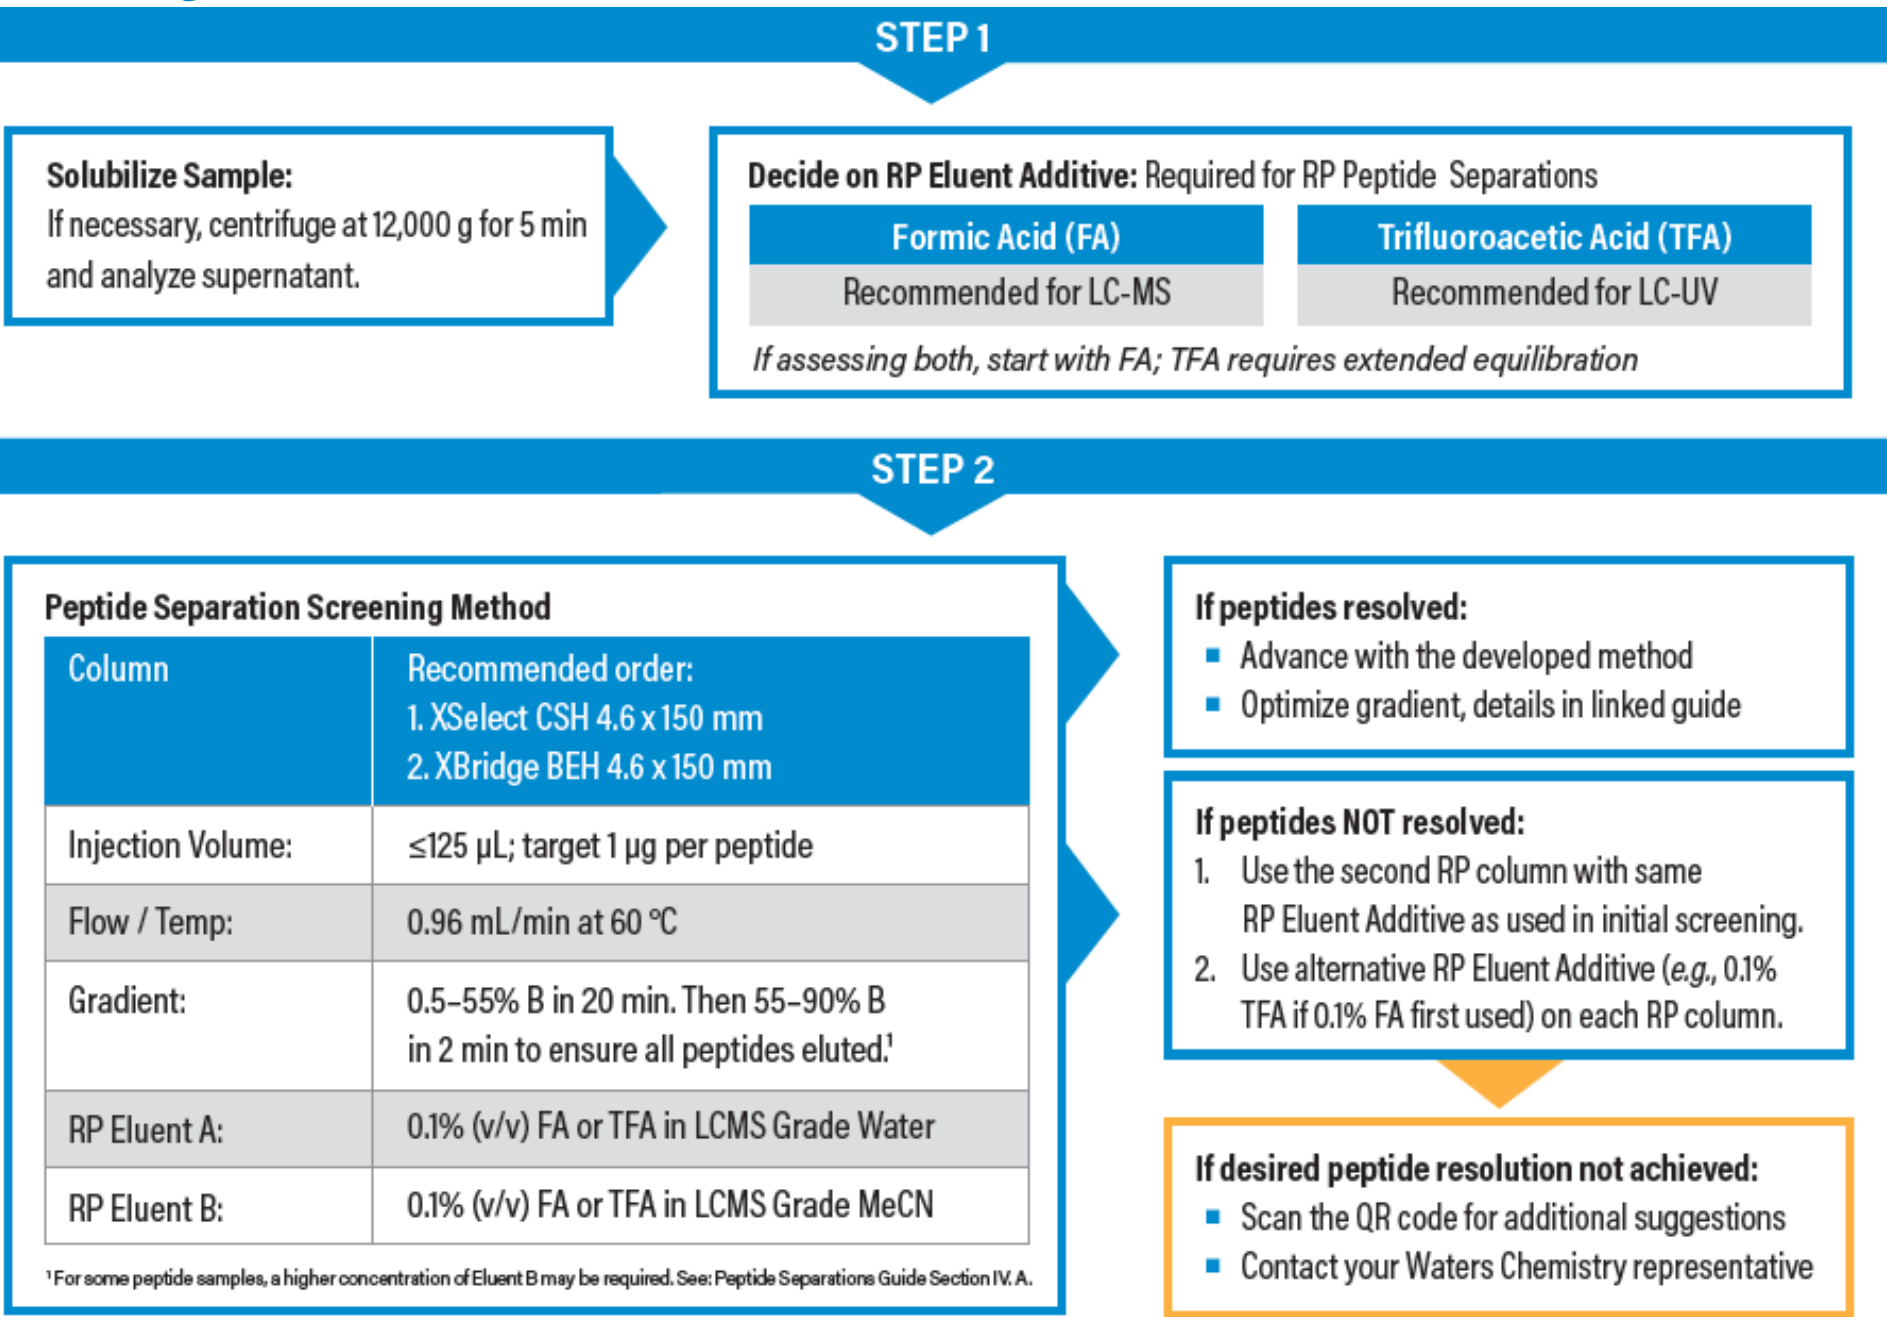 STEP 1
Solubilize Sample:
If necessary, centrifuge at 12,000 g for 5 min
and analyze supernatant.
Decide on RP Eluent Additive: Required for RP Peptide Separations
Formic Acid (FA)
Recommended for LC-MS
Trifluoroacetic Acid (TFA)
Recommended for LC-UV
If assessing both, start with FA; TFA requires extended equilibration
STEP 2
Peptide Separation Screening Method
Column
Recommended order:
1. XSelect CSH 4.6 x 150 mm
2. XBridge BEH 4.6 x 150 mm
Injection Volume:
≤125 µL; target 1 µg per peptide
Flow / Temp:
0.96 mL/min at 60 °C
Gradient:
0.5–55% B in 20 min. Then 55–90% B
in 2 min to ensure all peptides eluted.¹
RP Eluent A:
0.1% (v/v) FA or TFA in LCMS Grade Water
RP Eluent B:
0.1% (v/v) FA or TFA in LCMS Grade MeCN
¹ For some peptide samples, a higher concentration of Eluent B may be required. See: Peptide Separations Guide Section IV. A.
If peptides resolved:
▪ Advance with the developed method
▪ Optimize gradient, details in linked guide
If peptides NOT resolved:
1. Use the second RP column with same
RP Eluent Additive as used in initial screening.
2. Use alternative RP Eluent Additive (e.g., 0.1%
TFA if 0.1% FA first used) on each RP column.
If desired peptide resolution not achieved:
▪ Scan the QR code for additional suggestions
▪ Contact your Waters Chemistry representative